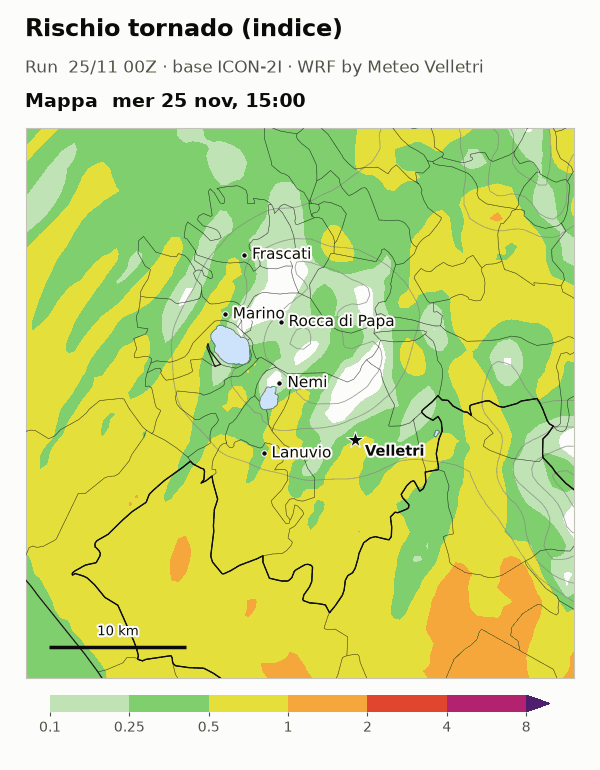 Rischio tornado (indice)
Run  25/11 00Z · base ICON-2I · WRF by Meteo Velletri
Mappa  mer 25 nov, 15:00
Frascati
Marino
Rocca di Papa
Nemi
Velletri
Lanuvio
10 km
0.1 0.25 0.5 1 2 4 8